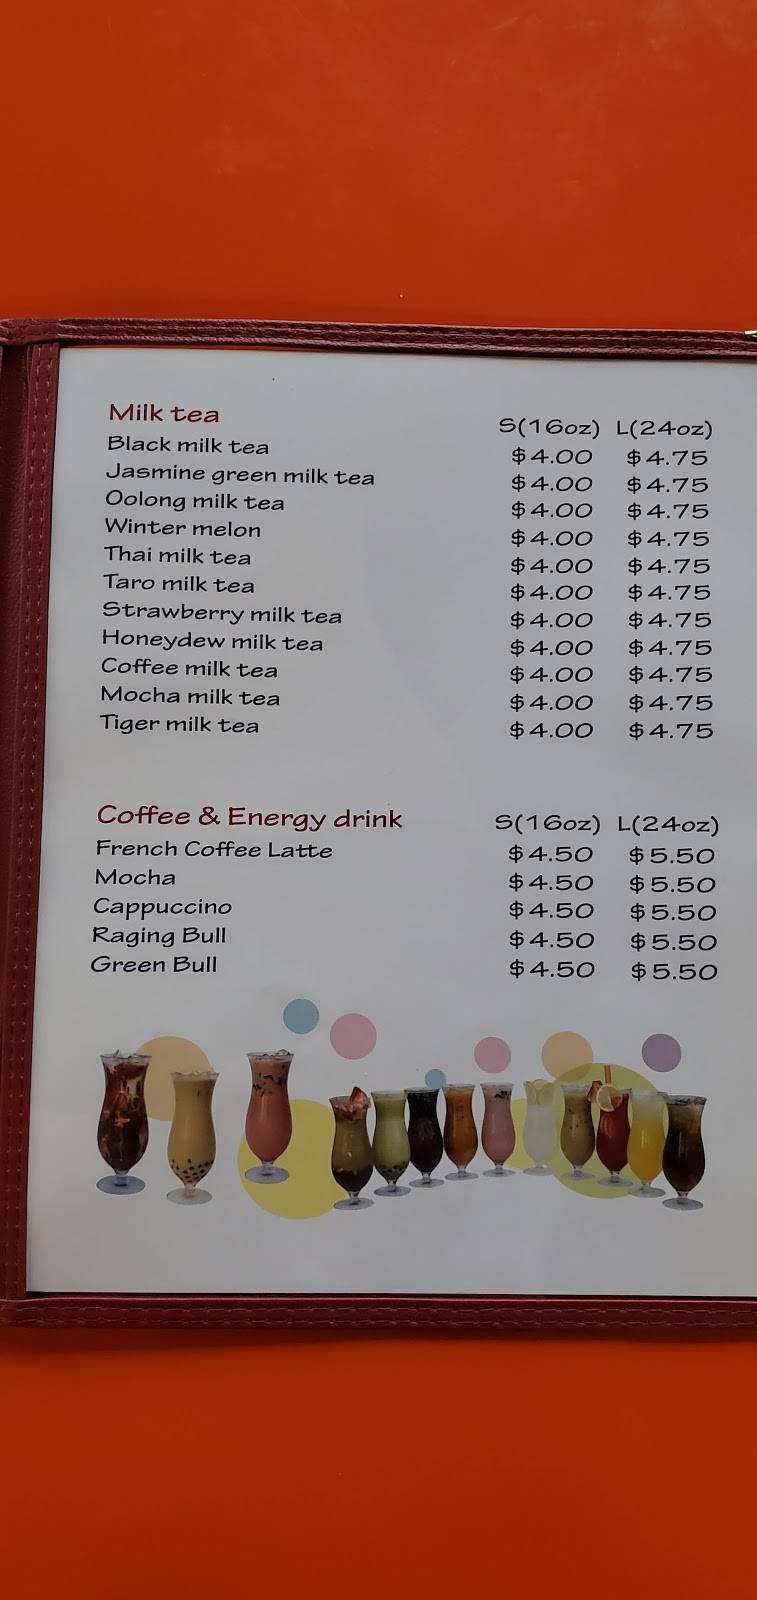 Milk tea S(16oz) L(24oz)
Black milk tea $4.00 $4.75
Jasmine green milk tea $4.00 $4.75
Oolong milk tea $4.00 $4.75
Winter melon $4.00 $4.75
Thai milk tea $4.00 $4.75
Taro milk tea $4.00 $4.75
Strawberry milk tea $4.00 $4.75
Honeydew milk tea $4.00 $4.75
Coffee milk tea $4.00 $4.75
Mocha milk tea $4.00 $4.75
Tiger milk tea $4.00 $4.75
Coffee & Energy drink S(16oz) L(24oz)
French Coffee Latte $4.50 $5.50
Mocha $4.50 $5.50
Cappuccino $4.50 $5.50
Raging Bull $4.50 $5.50
Green Bull $4.50 $5.50